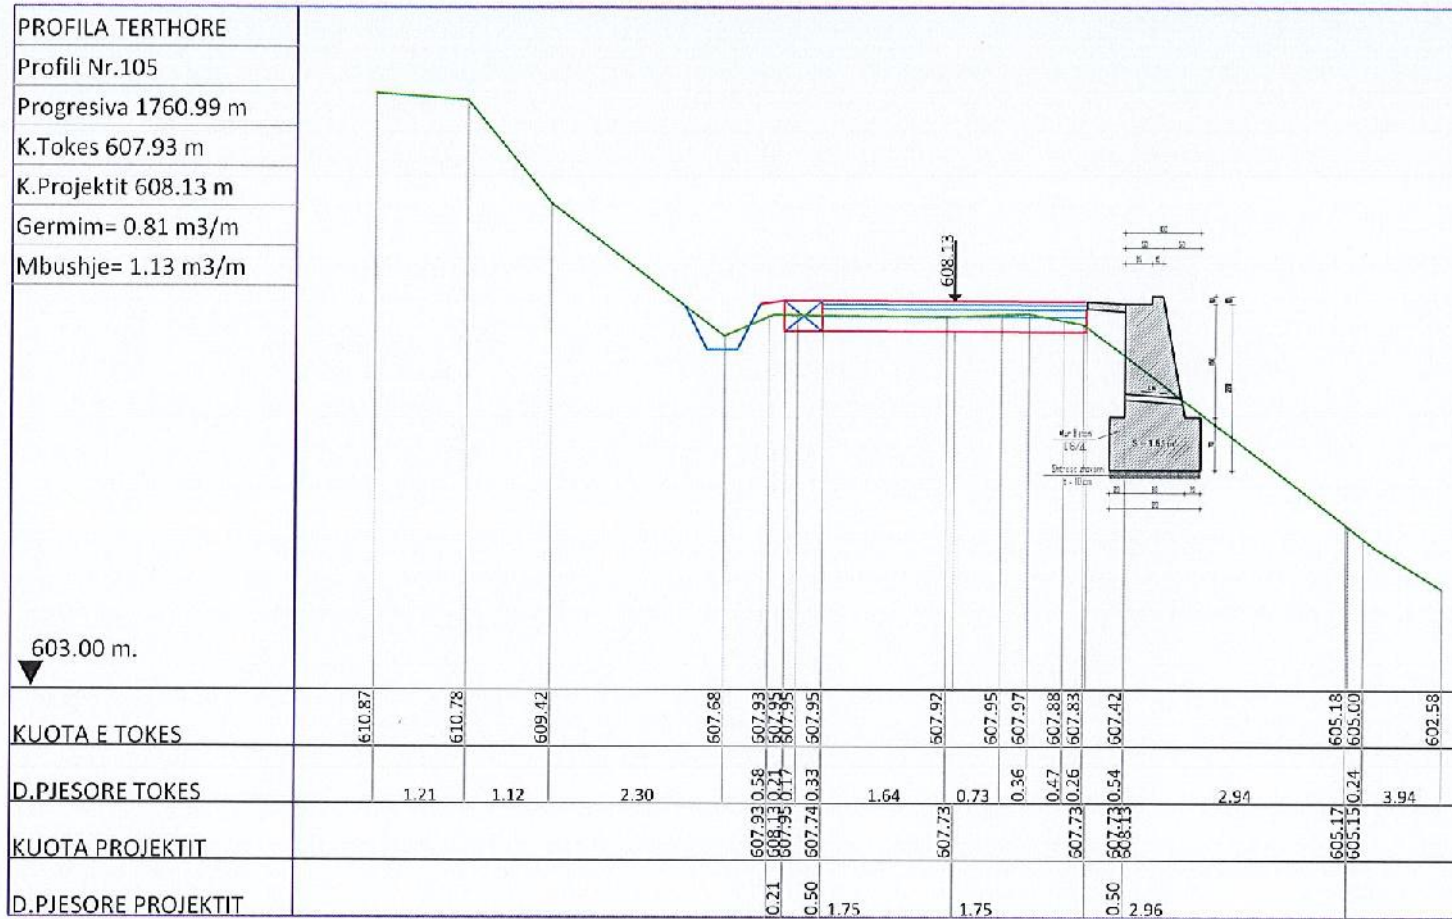 PROFILA TERTHORE
Profili Nr.105
Progresiva 1760.99 m
K.Tokes 607.93 m
K.Projektit 608.13 m
Germim= 0.81 m3/m
Mbushje= 1.13 m3/m
608.13
603.00 m.
KUOTA E TOKES 610.87 610.78 609.42 607.68 607.93 607.95 607.95 607.95 607.92 607.95 607.97 607.88 607.83 607.42 605.18 605.00 602.58
D.PJESORE TOKES 1.21 1.12 2.30 0.58 0.21 0.17 0.33 1.64 0.73 0.36 0.47 0.26 0.54 2.94 0.24 3.94
KUOTA PROJEKTIT 607.93 608.13 607.95 607.74 607.73 607.73 607.73 608.13 605.17 605.15
D.PJESORE PROJEKTIT 0.21 0.50 1.75 1.75 0.50 2.96